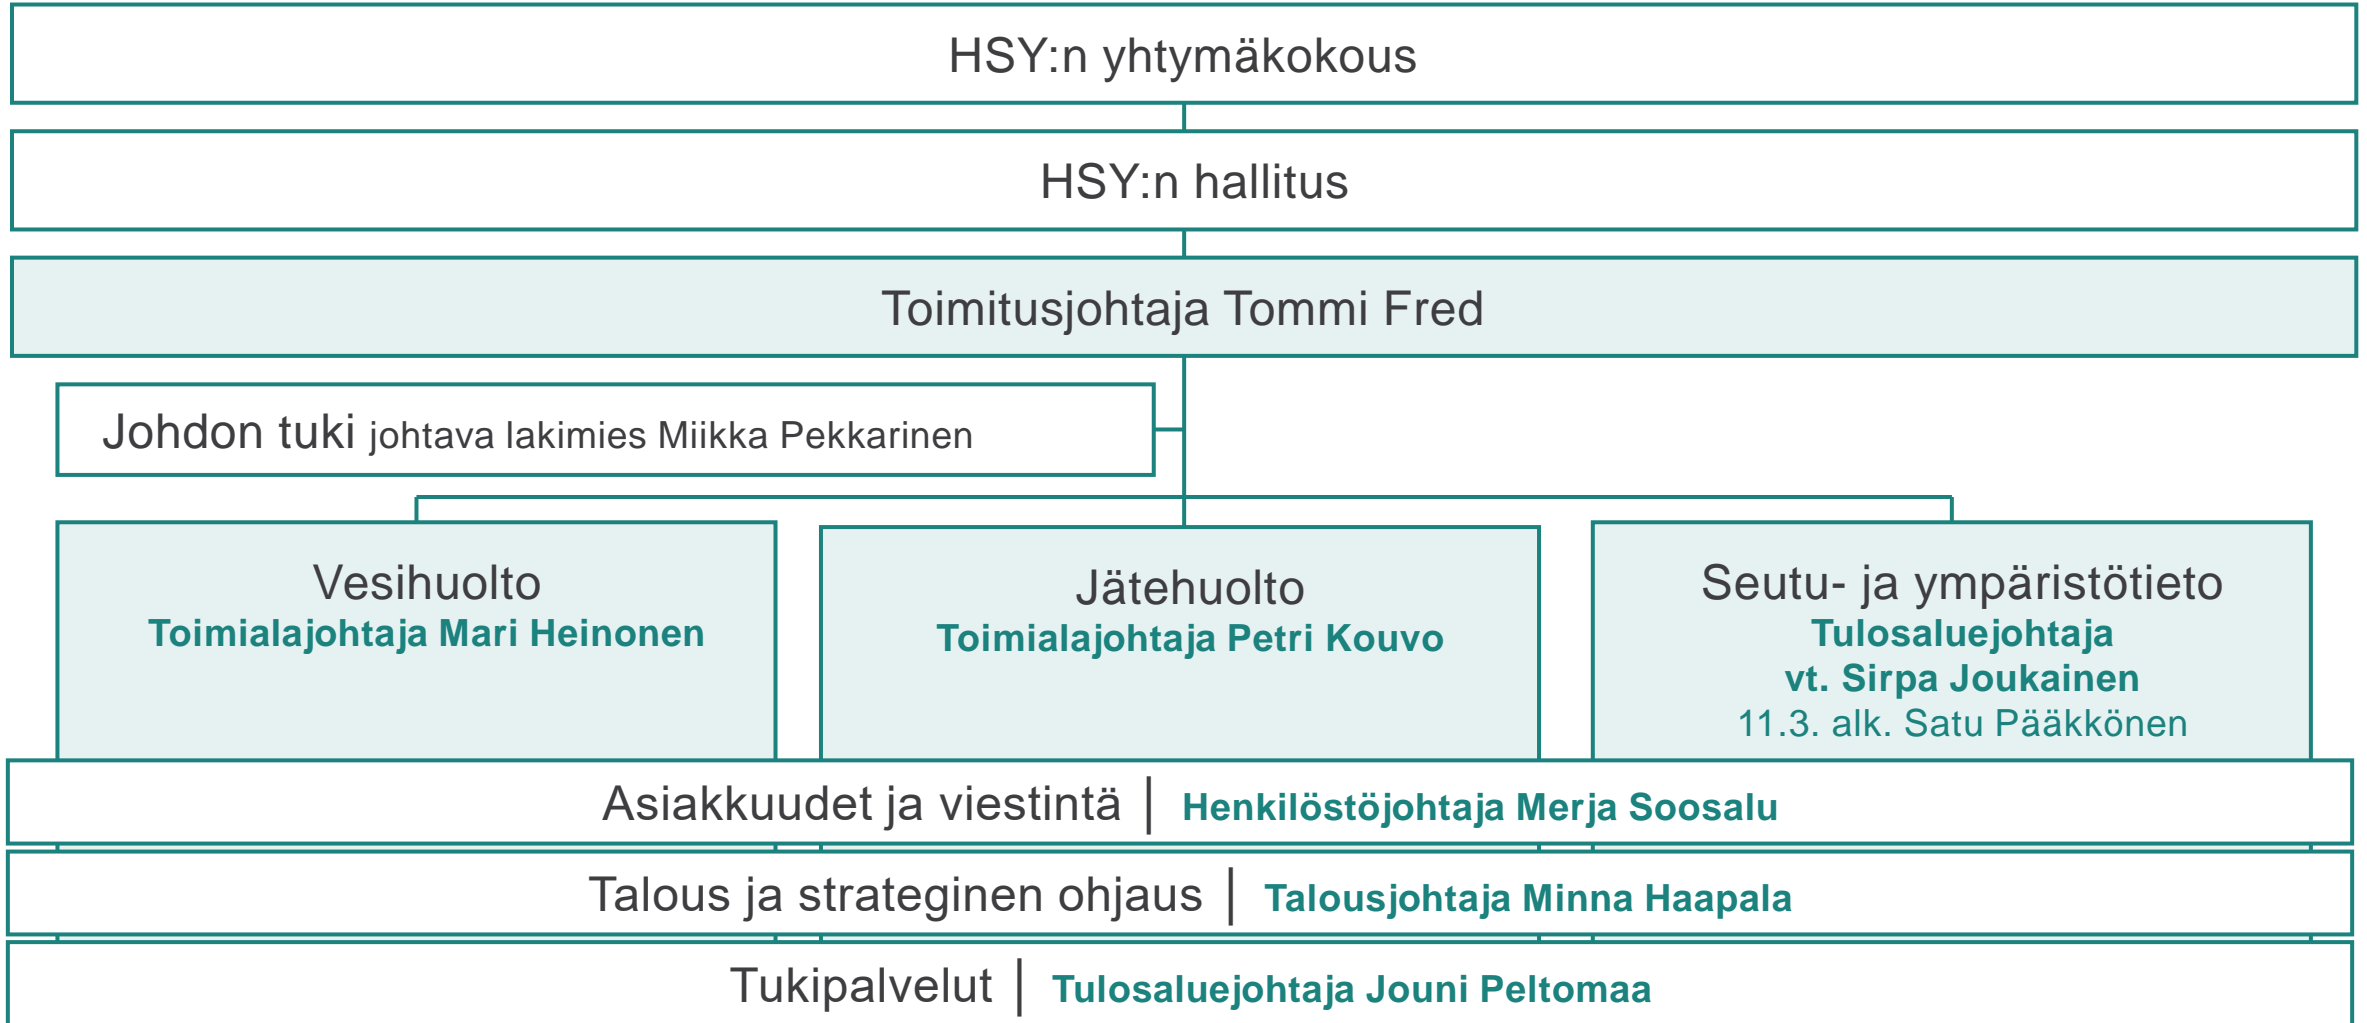 HSY:n yhtymäkokous
HSY:n hallitus
Toimitusjohtaja Tommi Fred
Johdon tuki johtava lakimies Miikka Pekkarinen
Vesihuolto
Toimialajohtaja Mari Heinonen
Jätehuolto
Toimialajohtaja Petri Kouvo
Seutu- ja ympäristötieto
Tulosaluejohtaja
vt. Sirpa Joukainen
11.3. alk. Satu Pääkkönen
Asiakkuudet ja viestintä | Henkilöstöjohtaja Merja Soosalu
Talous ja strateginen ohjaus | Talousjohtaja Minna Haapala
Tukipalvelut | Tulosaluejohtaja Jouni Peltomaa